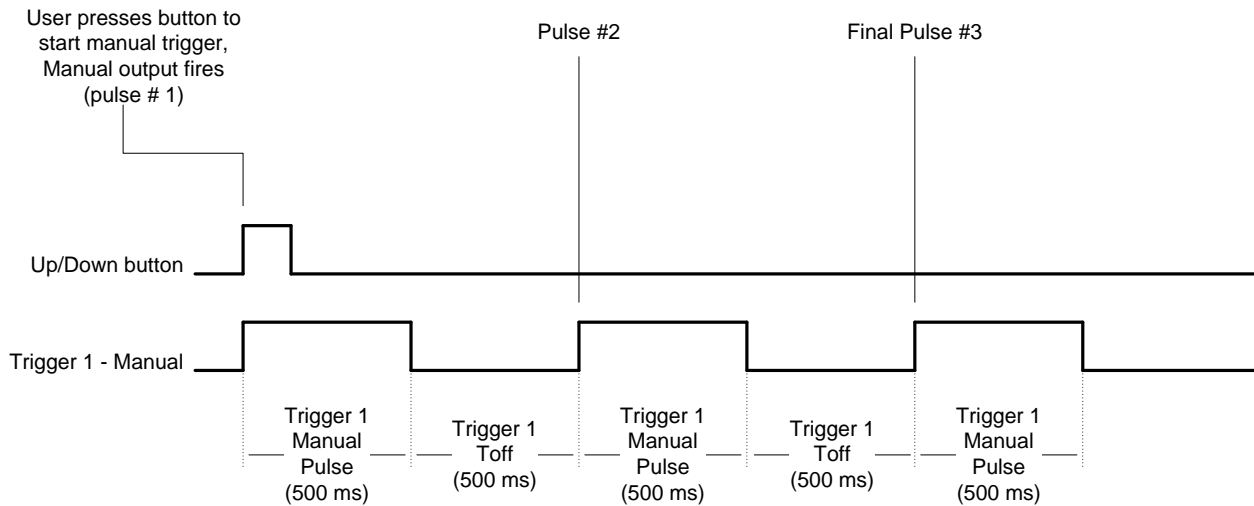 User presses button to
start manual trigger,
Manual output fires
(pulse # 1)
Pulse #2
Final Pulse #3
Up/Down button
Trigger 1 - Manual
Trigger 1
Manual
Pulse
(500 ms)
Trigger 1
Toff
(500 ms)
Trigger 1
Manual
Pulse
(500 ms)
Trigger 1
Toff
(500 ms)
Trigger 1
Manual
Pulse
(500 ms)